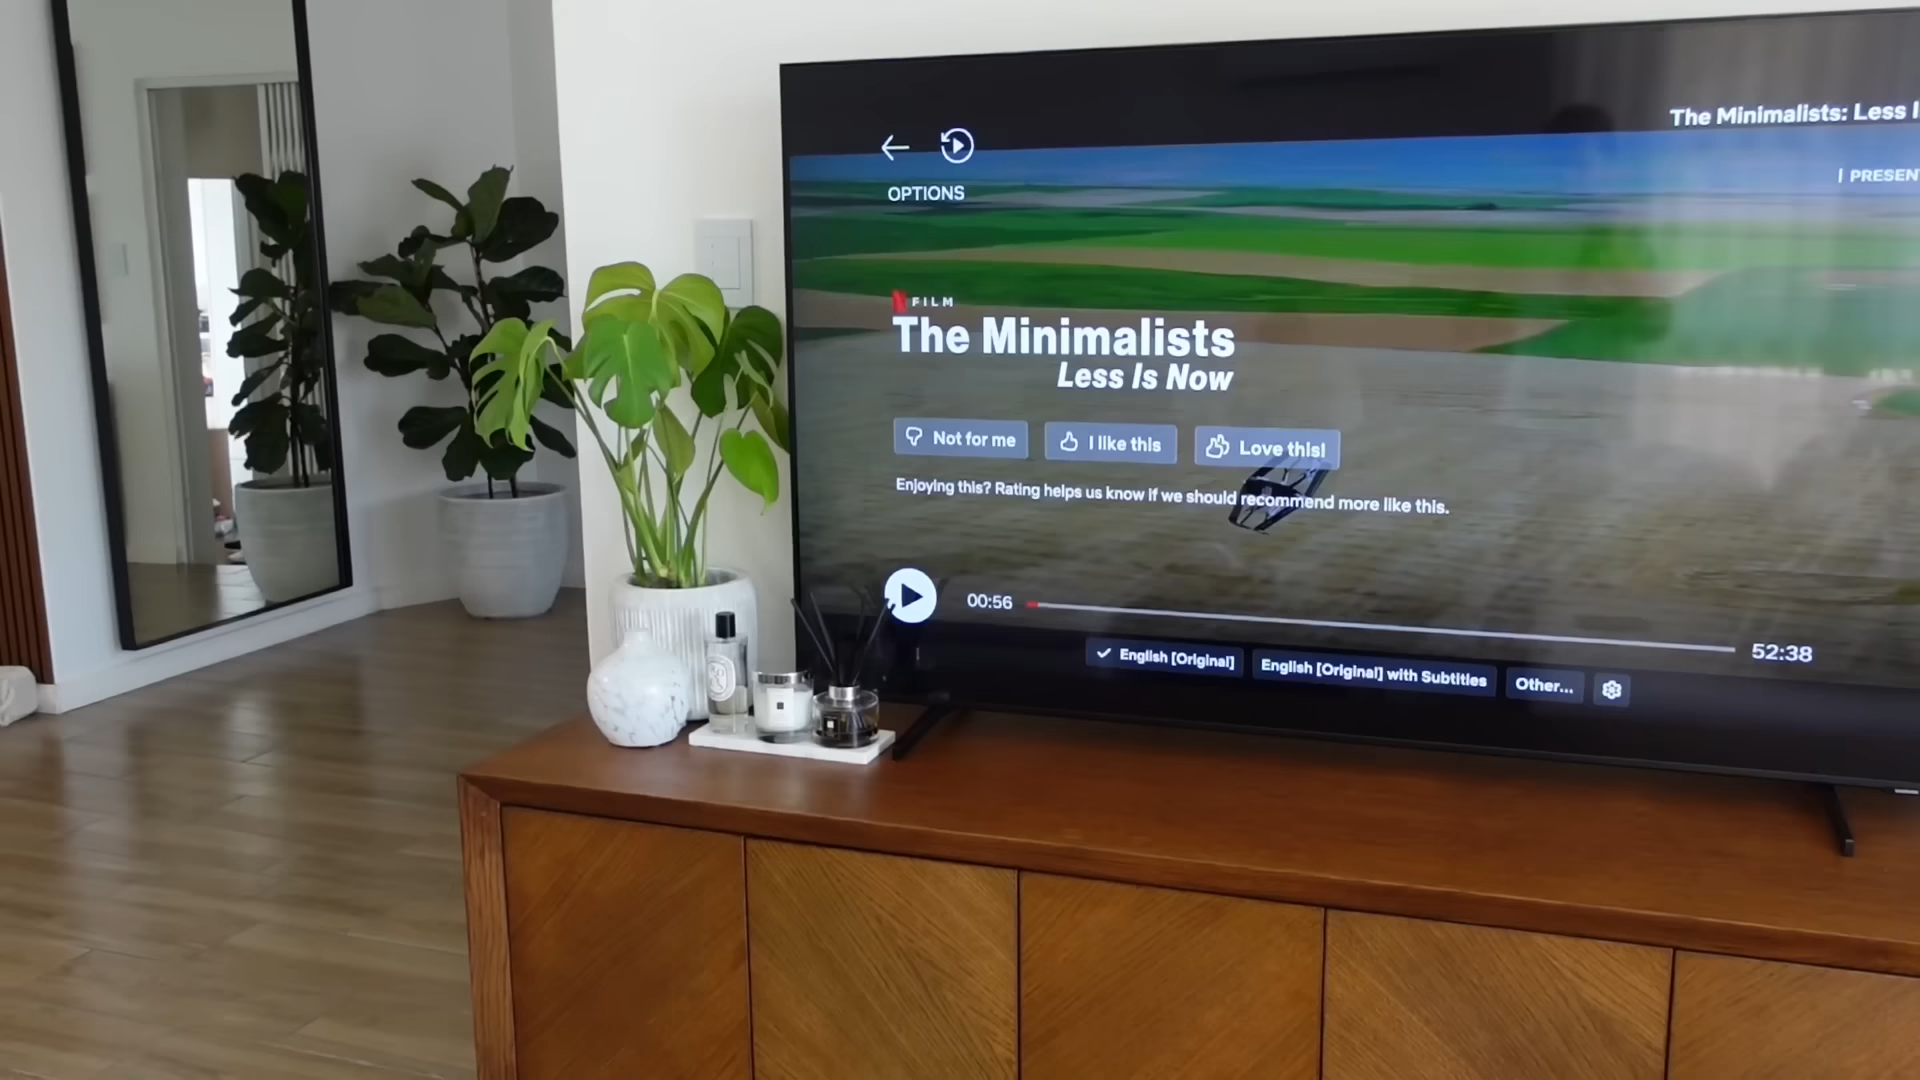 The Minimalists: Less I
PRESEN
OPTIONS
FILM
The Minimalists
Less Is Now
Not for me
I like this
Love this!
Enjoying this? Rating helps us know if we should recommend more like this.
00:56
52:38
English [Original]
English [Original] with Subtitles
Other...